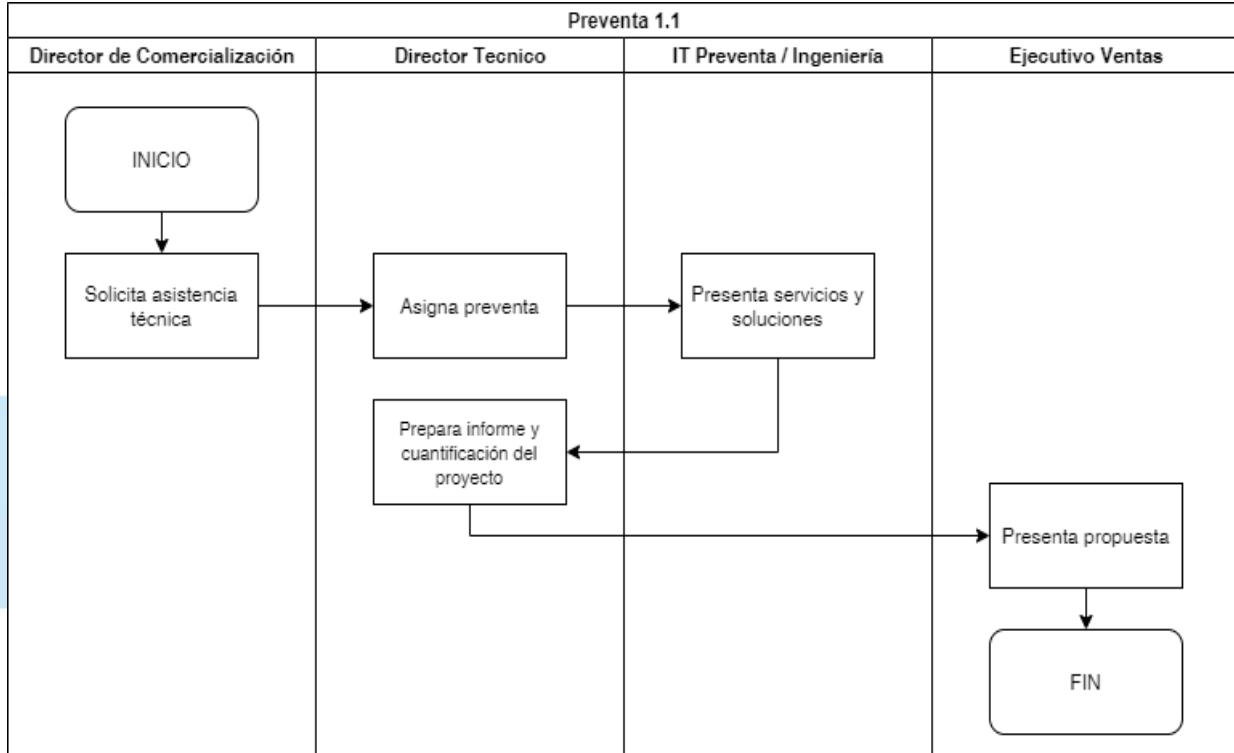 Preventa 1.1
Director de Comercialización
Director Tecnico
IT Preventa / Ingeniería
Ejecutivo Ventas
INICIO
Solicita asistencia
técnica
Asigna preventa
Presenta servicios y
soluciones
Prepara informe y
cuantificación del
proyecto
Presenta propuesta
FIN